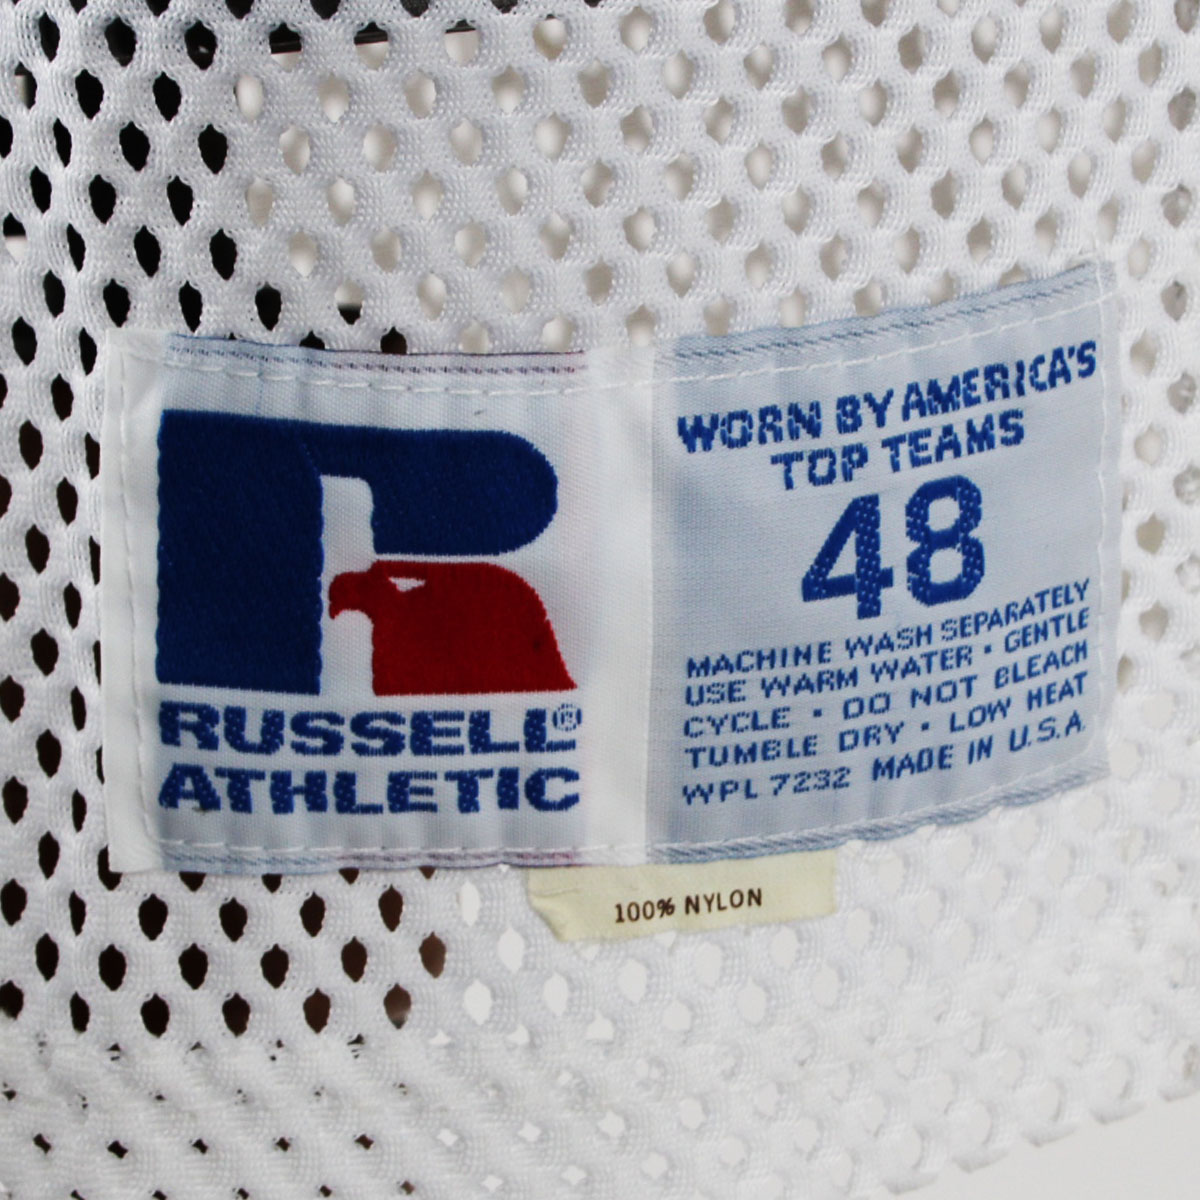 RUSSELL®
ATHLETIC
WORN BY AMERICA'S
TOP TEAMS
48
MACHINE WASH SEPARATELY
USE WARM WATER • GENTLE
CYCLE • DO NOT BLEACH
TUMBLE DRY • LOW HEAT
WPL 7232 MADE IN U.S.A.
100% NYLON